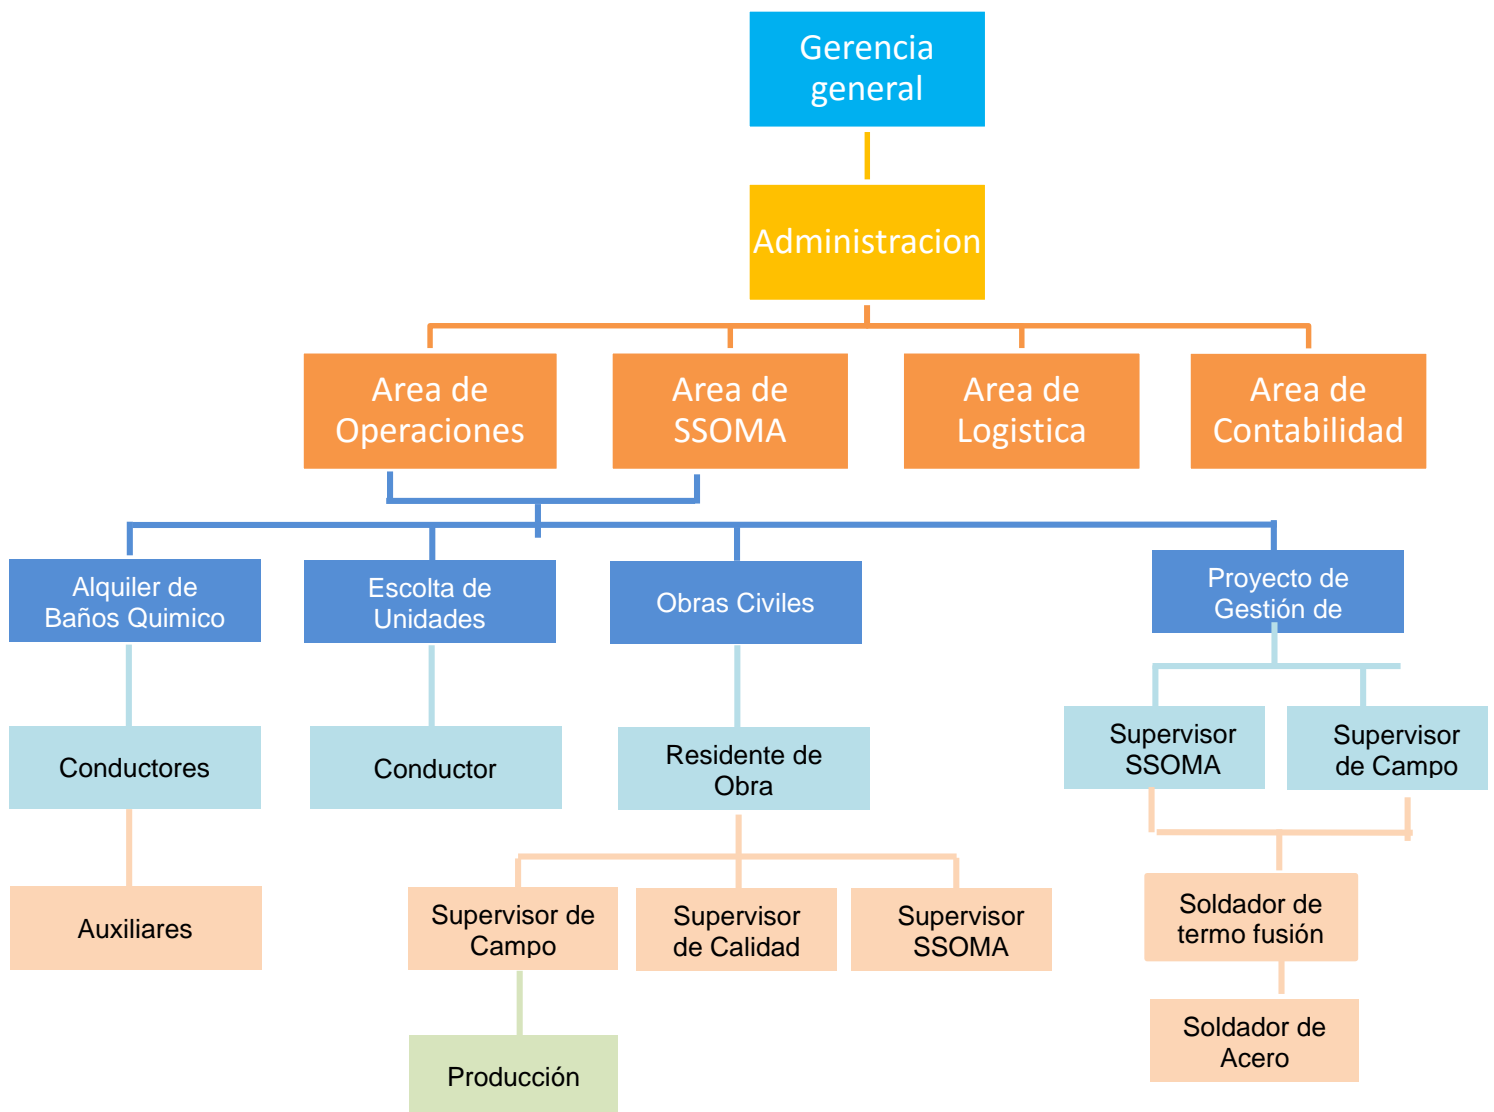 Gerencia
general
Administracion
Area de
Operaciones
Area de
SSOMA
Area de
Logistica
Area de
Contabilidad
Alquiler de
Baños Quimico
Escolta de
Unidades
Obras Civiles
Proyecto de
Gestión de
Conductores
Conductor
Residente de
Obra
Supervisor
SSOMA
Supervisor
de Campo
Auxiliares
Supervisor de
Campo
Supervisor
de Calidad
Supervisor
SSOMA
Soldador de
termo fusión
Producción
Soldador de
Acero